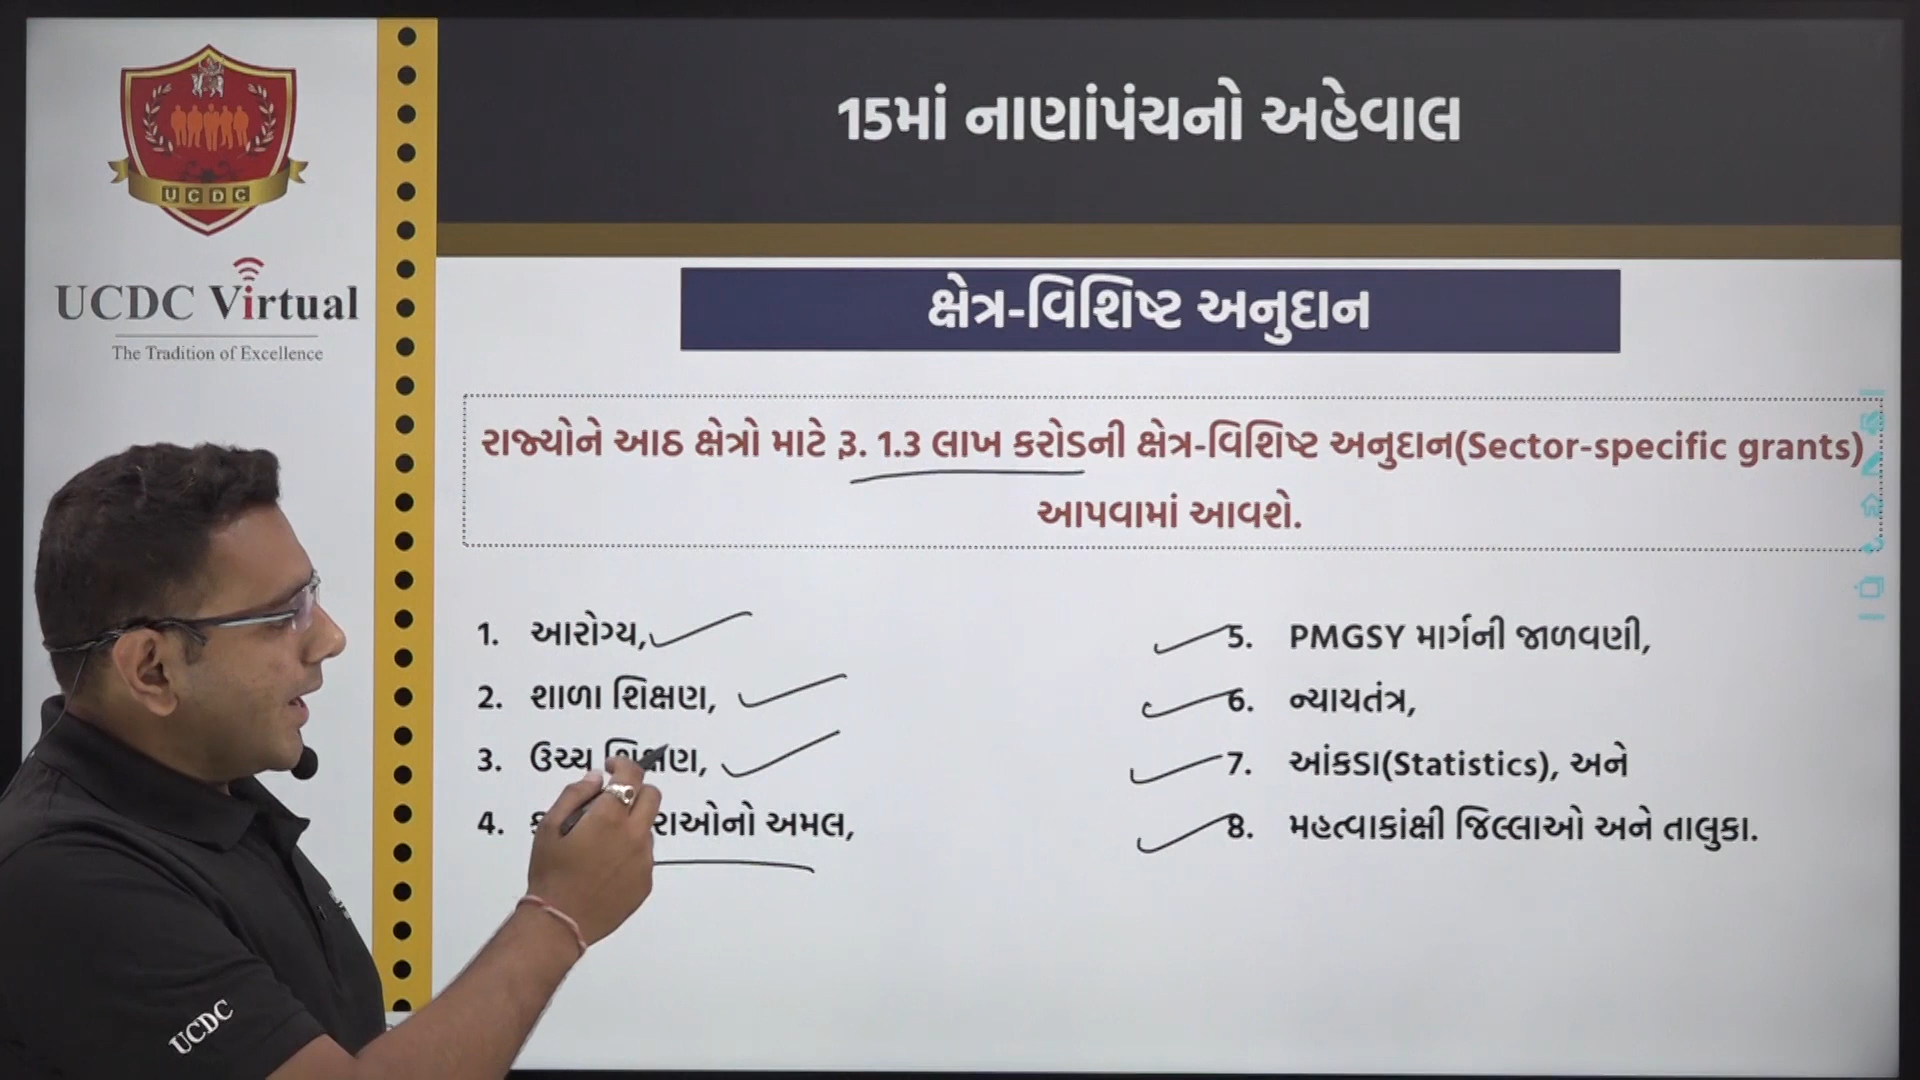 UCDC
UCDC Virtual
The Tradition of Excellence
15માં નાણાંપંચનો અહેવાલ
ક્ષેત્ર-વિશિષ્ટ અનુદાન
રાજ્યોને આઠ ક્ષેત્રો માટે રૂ. 1.3 લાખ કરોડની ક્ષેત્ર-વિશિષ્ટ અનુદાન(Sector-specific grants)
આપવામાં આવશે.
1. આરોગ્ય,
2. શાળા શિક્ષણ,
3. ઉચ્ચ શિક્ષણ,
4. અમલ,
5. PMGSY માર્ગની જાળવણી,
6. ન્યાયતંત્ર,
7. આંકડા(Statistics), અને
8. મહત્વાકાંક્ષી જિલ્લાઓ અને તાલુકા.
UCDC